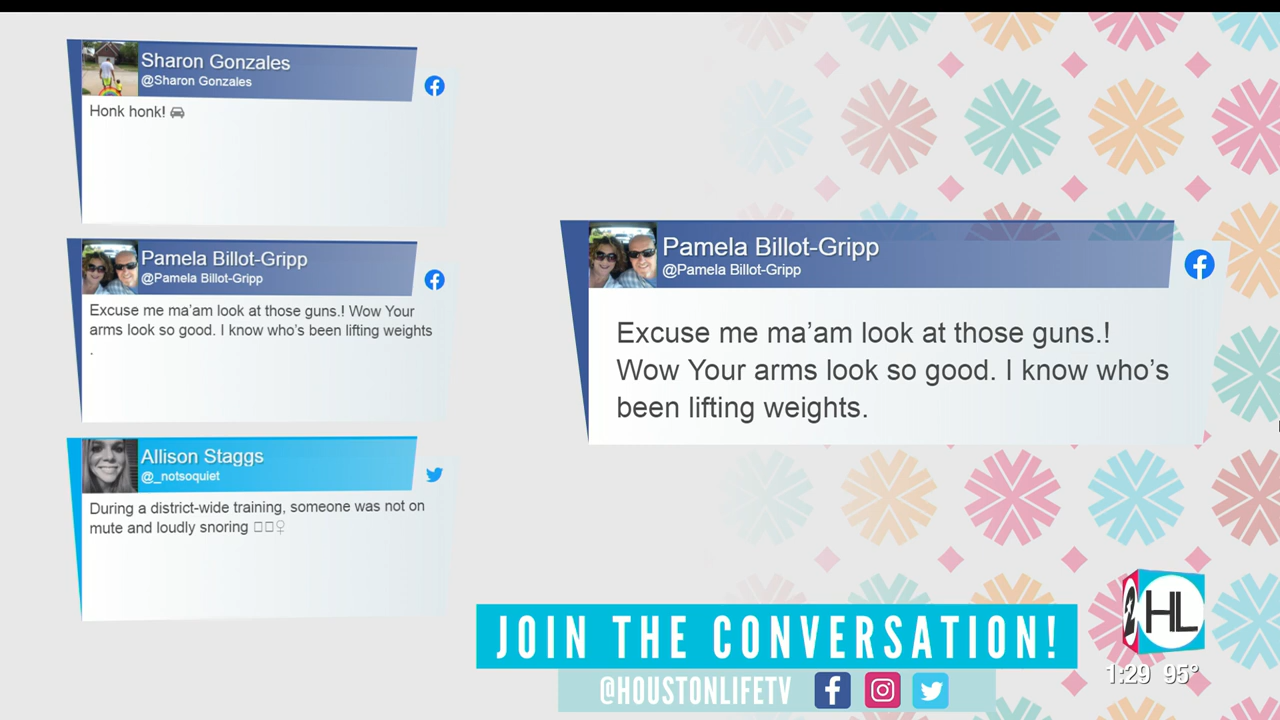 Sharon Gonzales
@Sharon Gonzales
Honk honk! 🚘
Pamela Billot-Gripp
@Pamela Billot-Gripp
Excuse me ma’am look at those guns.! Wow Your
arms look so good. I know who’s been lifting weights
.
Allison Staggs
@_notsoquiet
During a district-wide training, someone was not on
mute and loudly snoring □□♀
Pamela Billot-Gripp
@Pamela Billot-Gripp
Excuse me ma’am look at those guns.!
Wow Your arms look so good. I know who’s
been lifting weights.
JOIN THE CONVERSATION!
@HOUSTONLIFETV
2 HL
1:29 95°